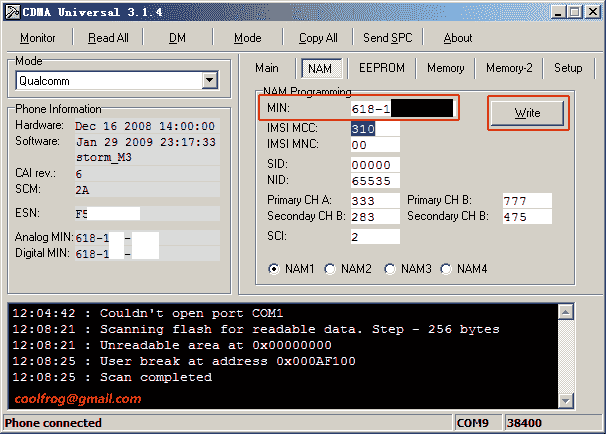 CDMA Universal 3.1.4
Monitor Read All DM Mode Copy All Send SPC About
Mode
Qualcomm
Phone Information
Hardware: Dec 16 2008 14:00:00
Software: Jan 29 2009 23:17:33
storm_M3
CAI rev.: 6
SCM: 2A
ESN: F5
Analog MIN: 618-1 -
Digital MIN: 618-1 -
Main NAM EEPROM Memory Memory-2 Setup
NAM Programming
MIN: 618-1
Write
IMSI MCC: 310
IMSI MNC: 00
SID: 00000
NID: 65535
Primary CH A: 333 Primary CH B: 777
Seconday CH B: 283 Secondary CH B: 475
SCI: 2
NAM1 NAM2 NAM3 NAM4
12:04:42 : Couldn't open port COM1
12:08:21 : Scanning flash for readable data. Step - 256 bytes
12:08:21 : Unreadable area at 0x00000000
12:08:25 : User break at address 0x000AF100
12:08:25 : Scan completed
coolfrog@gmail.com
Phone connected COM9 38400